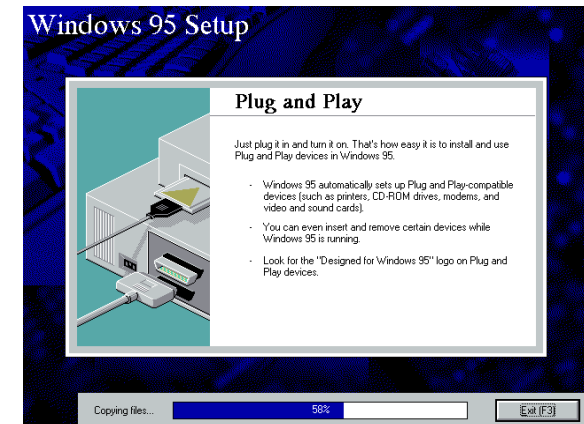 Windows 95 Setup
Plug and Play
Just plug it in and turn it on. That's how easy it is to install and use
Plug and Play devices in Windows 95.
- Windows 95 automatically sets up Plug and Play-compatible
devices (such as printers, CD-ROM drives, modems, and
video and sound cards).
- You can even insert and remove certain devices while
Windows 95 is running.
- Look for the "Designed for Windows 95" logo on Plug and
Play devices.
Copying files...
58%
Exit (F3)